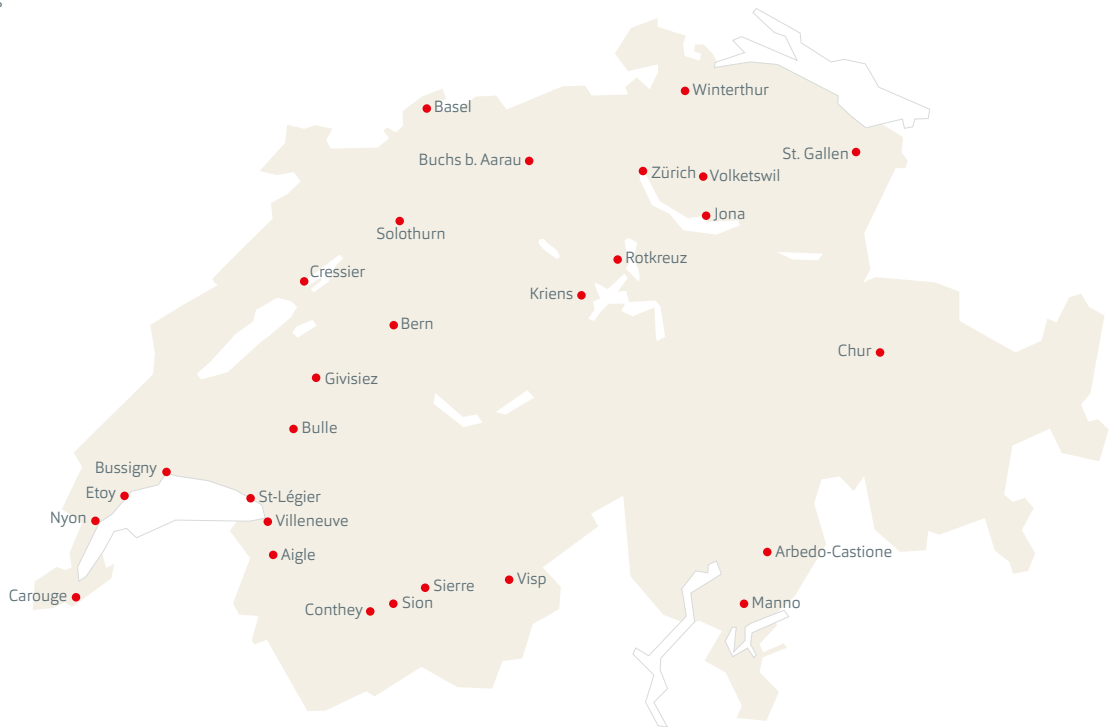 Winterthur
Basel
Buchs b. Aarau
St. Gallen
Zürich
Volketswil
Jona
Solothurn
Rotkreuz
Cressier
Kriens
Bern
Chur
Givisiez
Bulle
Bussigny
Etoy
St-Légier
Nyon
Villeneuve
Aigle
Arbedo-Castione
Visp
Sierre
Carouge
Sion
Conthey
Manno